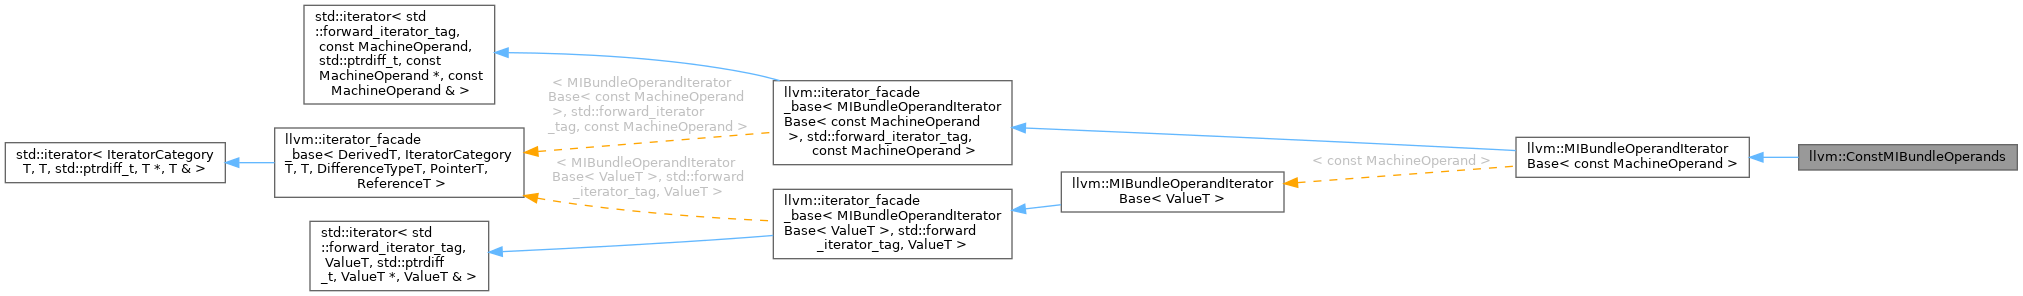 std::iterator< std
::forward_iterator_tag,
const MachineOperand,
std::ptrdiff_t, const
MachineOperand *, const
MachineOperand & >
std::iterator< IteratorCategory
T, T, std::ptrdiff_t, T *, T & >
llvm::iterator_facade
_base< DerivedT, IteratorCategory
T, T, DifferenceTypeT, PointerT,
ReferenceT >
std::iterator< std
::forward_iterator_tag,
ValueT, std::ptrdiff
_t, ValueT *, ValueT & >
< MIBundleOperandIterator
Base< const MachineOperand
>, std::forward_iterator
_tag, const MachineOperand >
< MIBundleOperandIterator
Base< ValueT >, std::forward
_iterator_tag, ValueT >
llvm::iterator_facade
_base< MIBundleOperandIterator
Base< const MachineOperand
>, std::forward_iterator_tag,
const MachineOperand >
llvm::iterator_facade
_base< MIBundleOperandIterator
Base< ValueT >, std::forward
_iterator_tag, ValueT >
llvm::MIBundleOperandIterator
Base< ValueT >
< const MachineOperand >
llvm::MIBundleOperandIterator
Base< const MachineOperand >
llvm::ConstMIBundleOperands